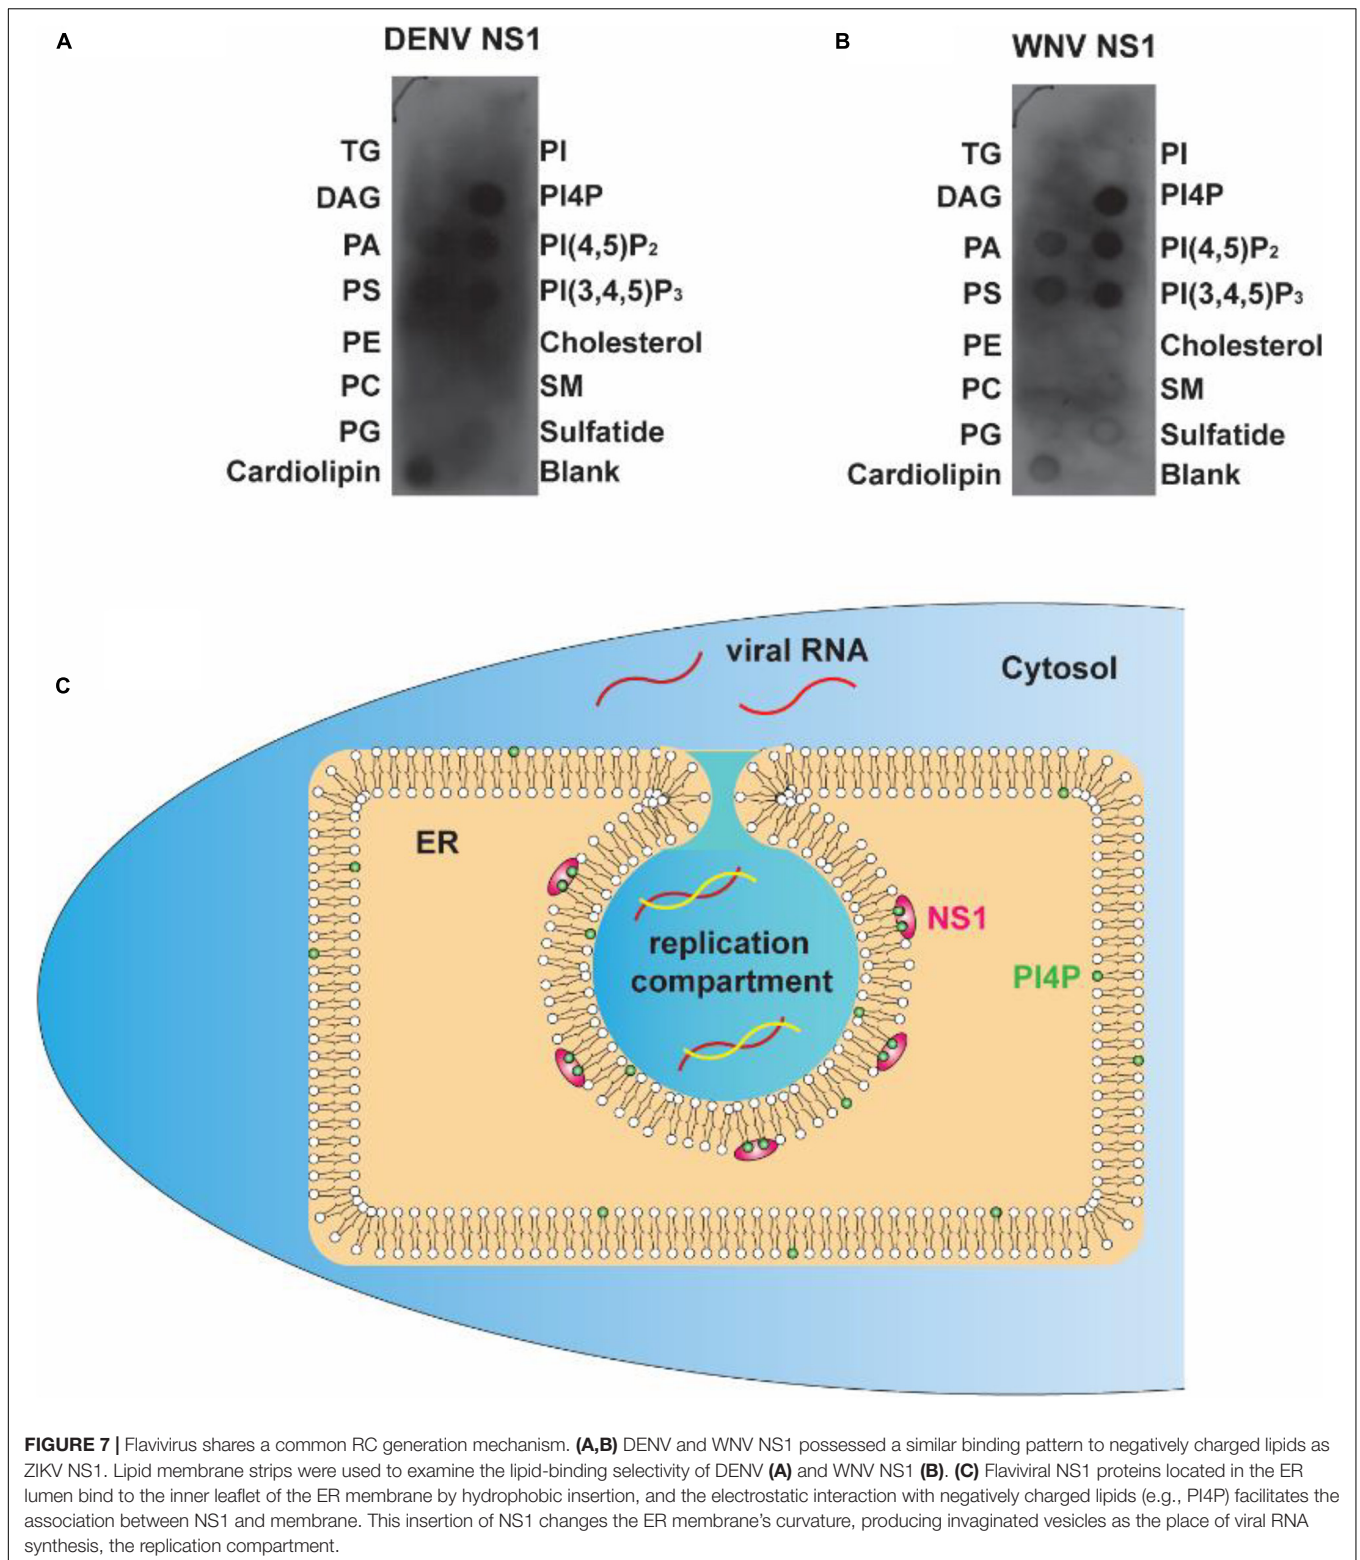 A
DENV NS1
TG
DAG
PA
PS
PE
PC
PG
Cardiolipin
PI
PI4P
PI(4,5)P2
PI(3,4,5)P3
Cholesterol
SM
Sulfatide
Blank
B
WNV NS1
TG
DAG
PA
PS
PE
PC
PG
Cardiolipin
PI
PI4P
PI(4,5)P2
PI(3,4,5)P3
Cholesterol
SM
Sulfatide
Blank
C
viral RNA
Cytosol
ER
NS1
replication
compartment
PI4P
FIGURE 7 | Flavivirus shares a common RC generation mechanism. (A,B) DENV and WNV NS1 possessed a similar binding pattern to negatively charged lipids as
ZIKV NS1. Lipid membrane strips were used to examine the lipid-binding selectivity of DENV (A) and WNV NS1 (B). (C) Flaviviral NS1 proteins located in the ER
lumen bind to the inner leaflet of the ER membrane by hydrophobic insertion, and the electrostatic interaction with negatively charged lipids (e.g., PI4P) facilitates the
association between NS1 and membrane. This insertion of NS1 changes the ER membrane's curvature, producing invaginated vesicles as the place of viral RNA
synthesis, the replication compartment.